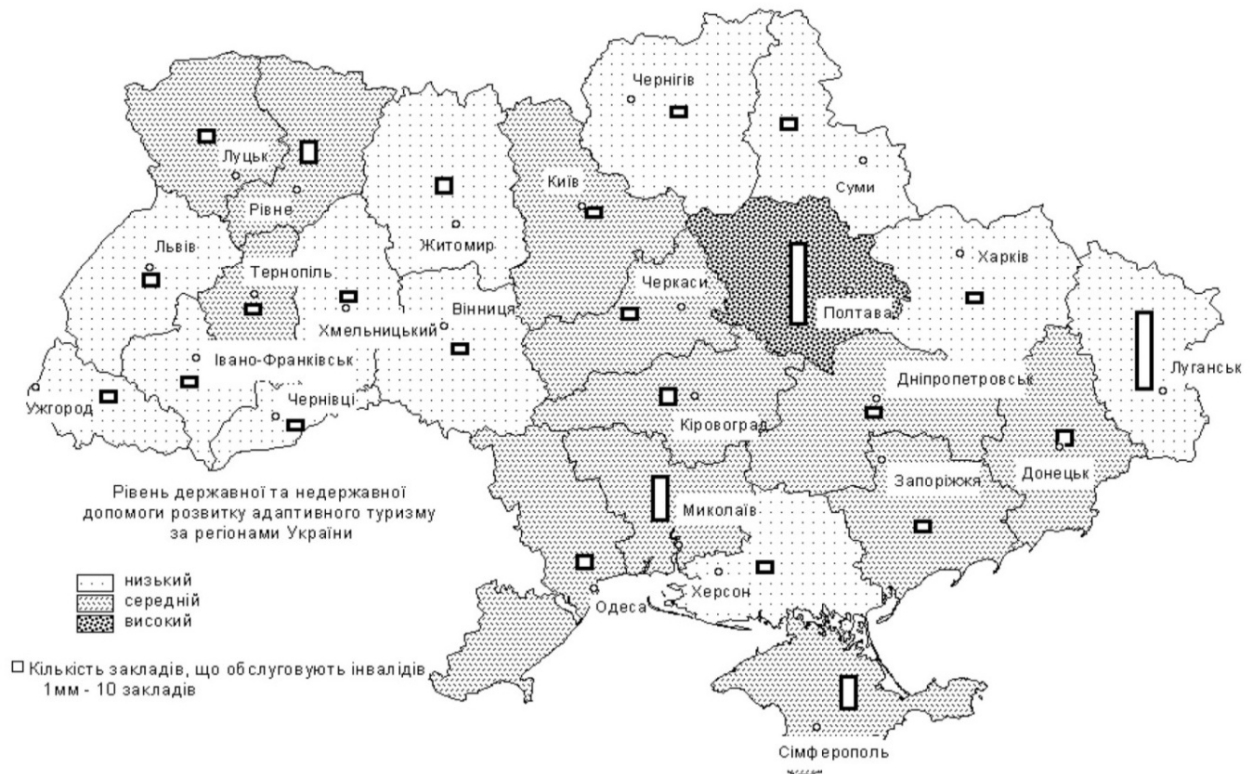 Чернігів
Суми
Луцьк
Рівне
Київ
Житомир
Львів
Тернопіль
Хмельницький
Вінниця
Черкаси
Полтава
Харків
Луганськ
Івано-Франківськ
Ужгород
Чернівці
Кіровоград
Дніпропетровськ
Запоріжжя
Донецьк
Миколаїв
Херсон
Одеса
Сімферополь
Рівень державної та недержавної
допомоги розвитку адаптивного туризму
за регіонами України
низький
середній
високий
Кількість закладів, що обслуговують інвалідів
1мм - 10 закладів